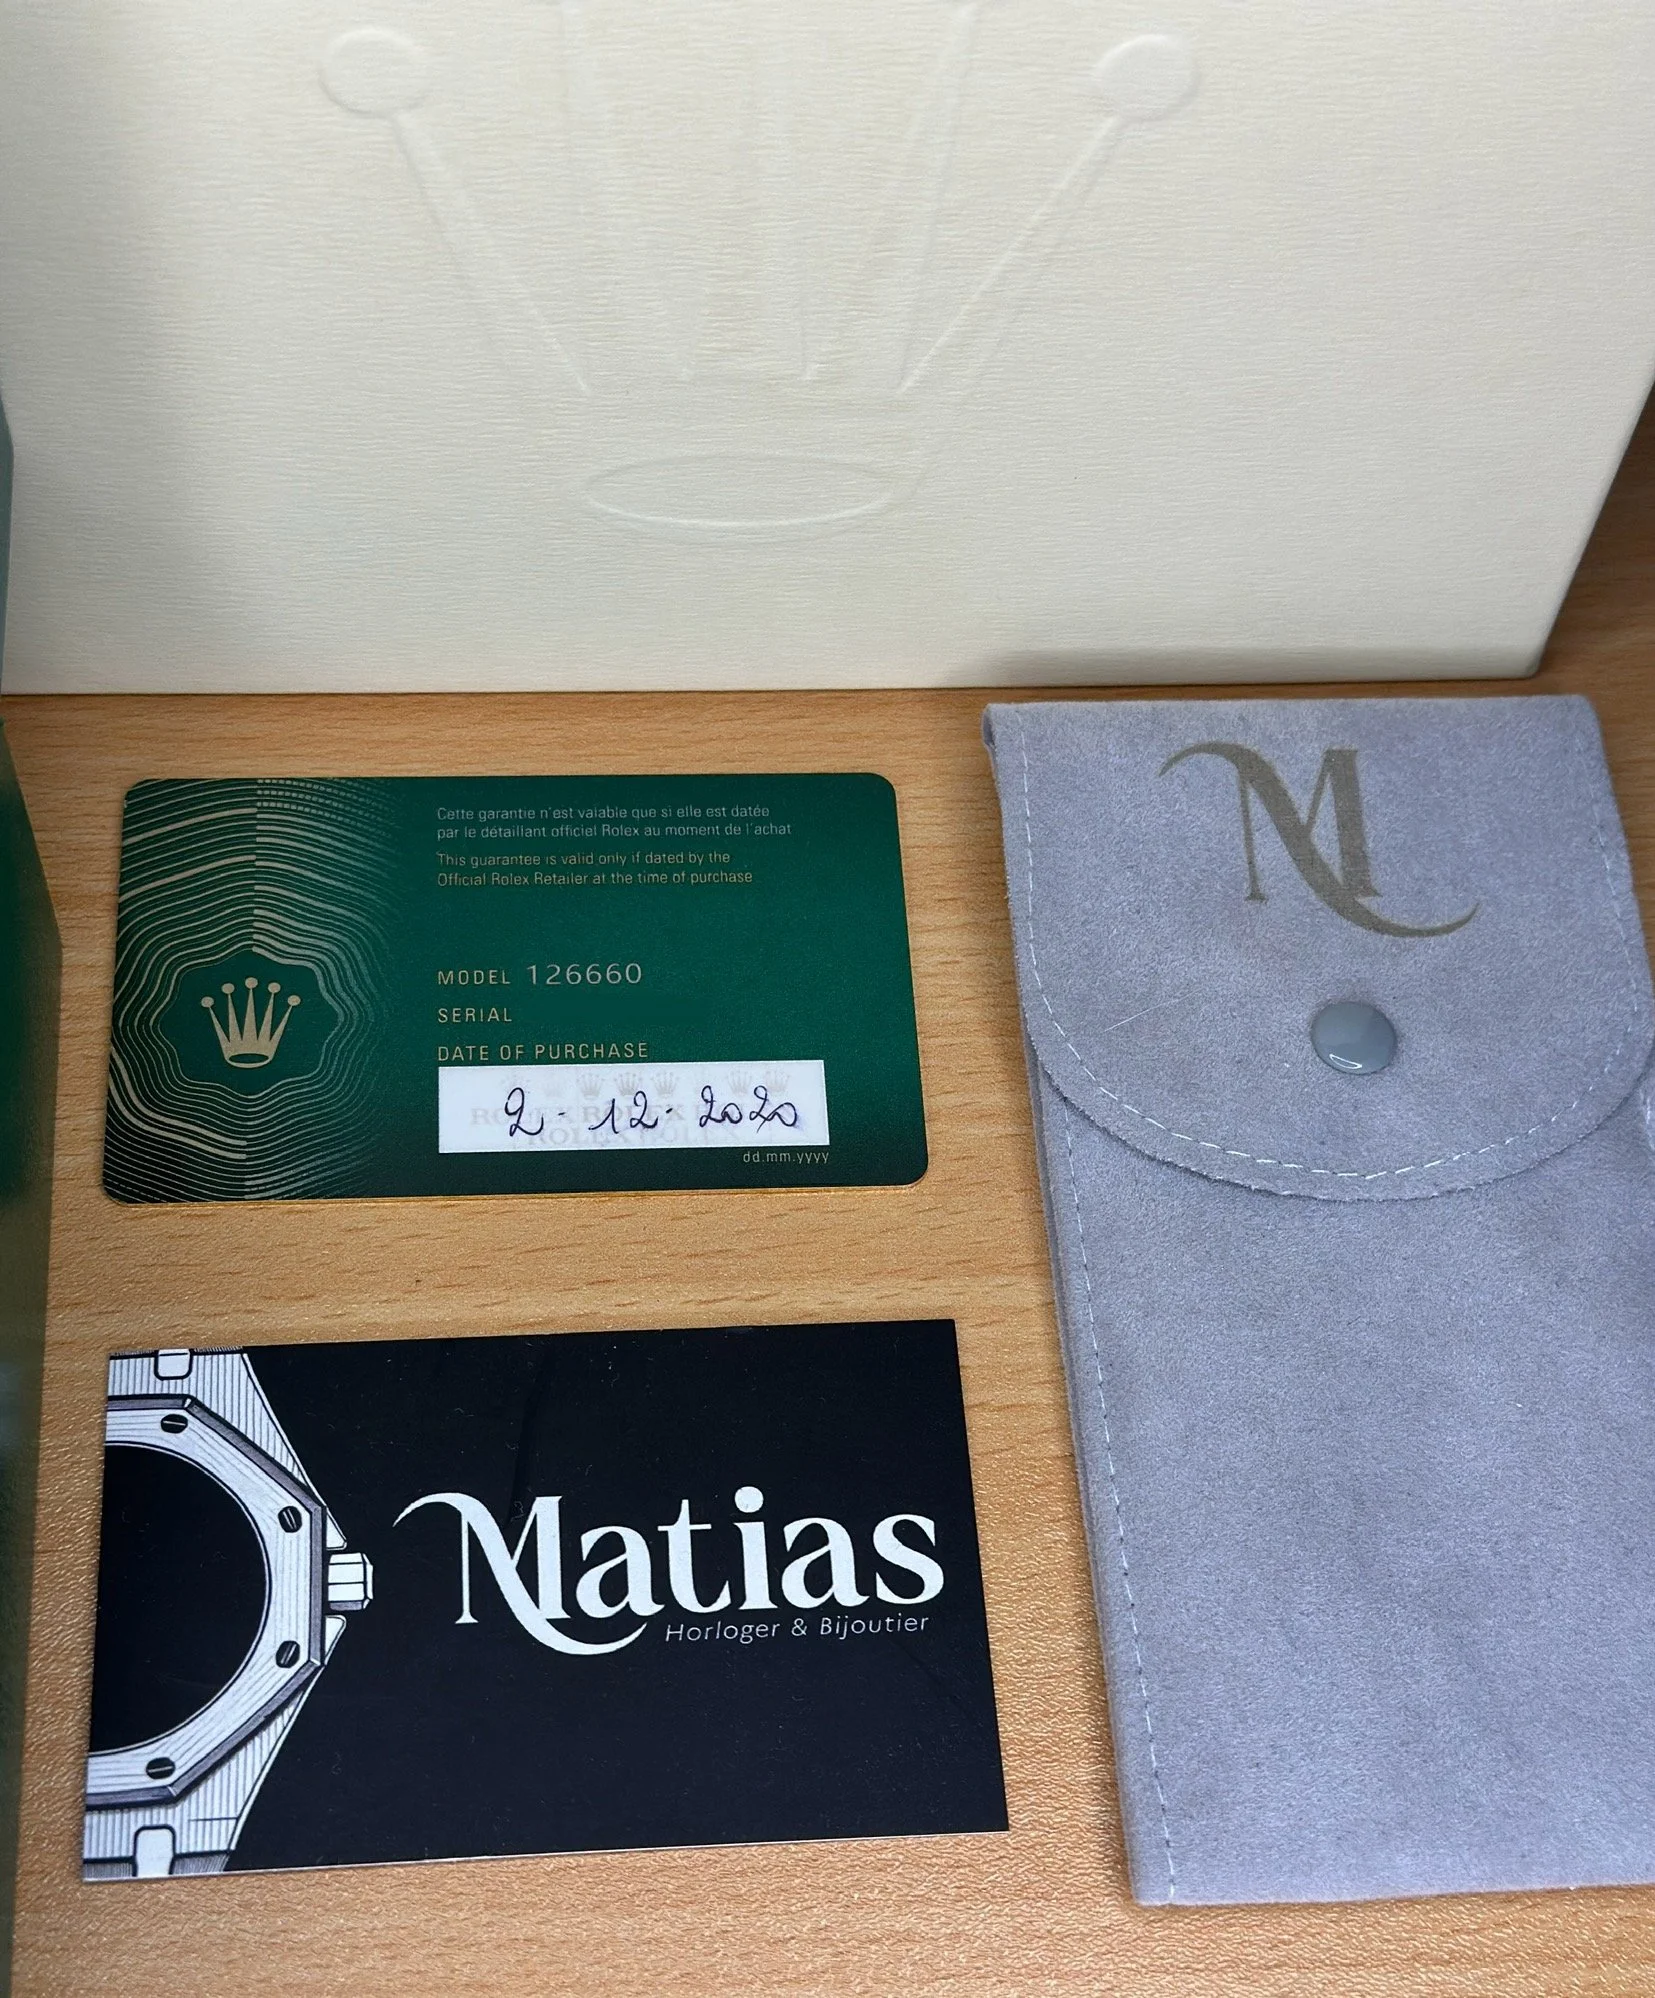 Cette garantie n'est vaiable que si elle est datée
par le détaillant officiel Rolex au moment de l'achat
This guarantee is valid only if dated by the
Official Rolex Retailer at the time of purchase
MODEL 126660
SERIAL
DATE OF PURCHASE
2-12-2020
dd.mm.yyyy
M
Matias
Horloger & Bijoutier